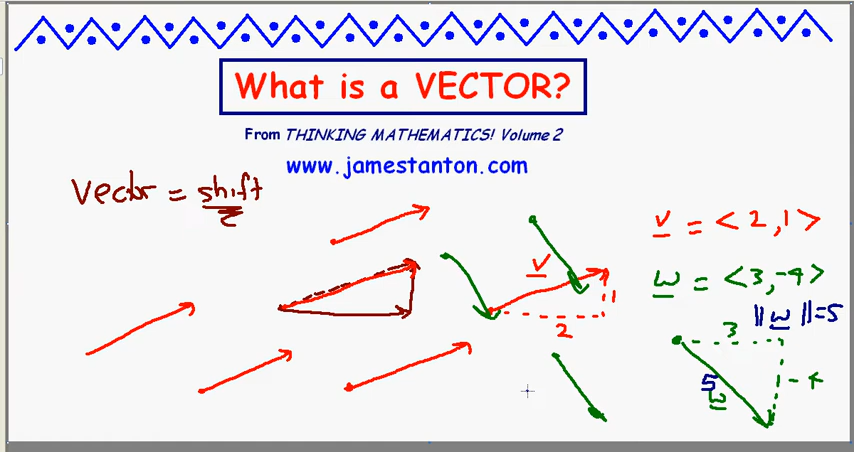 What is a VECTOR?
From THINKING MATHEMATICS! Volume 2
www.jamestanton.com
Vector = shift
v = < 2, 1 >
w = < 3, -4 >
||w|| = 5
v
1
2
3
5
w
-4